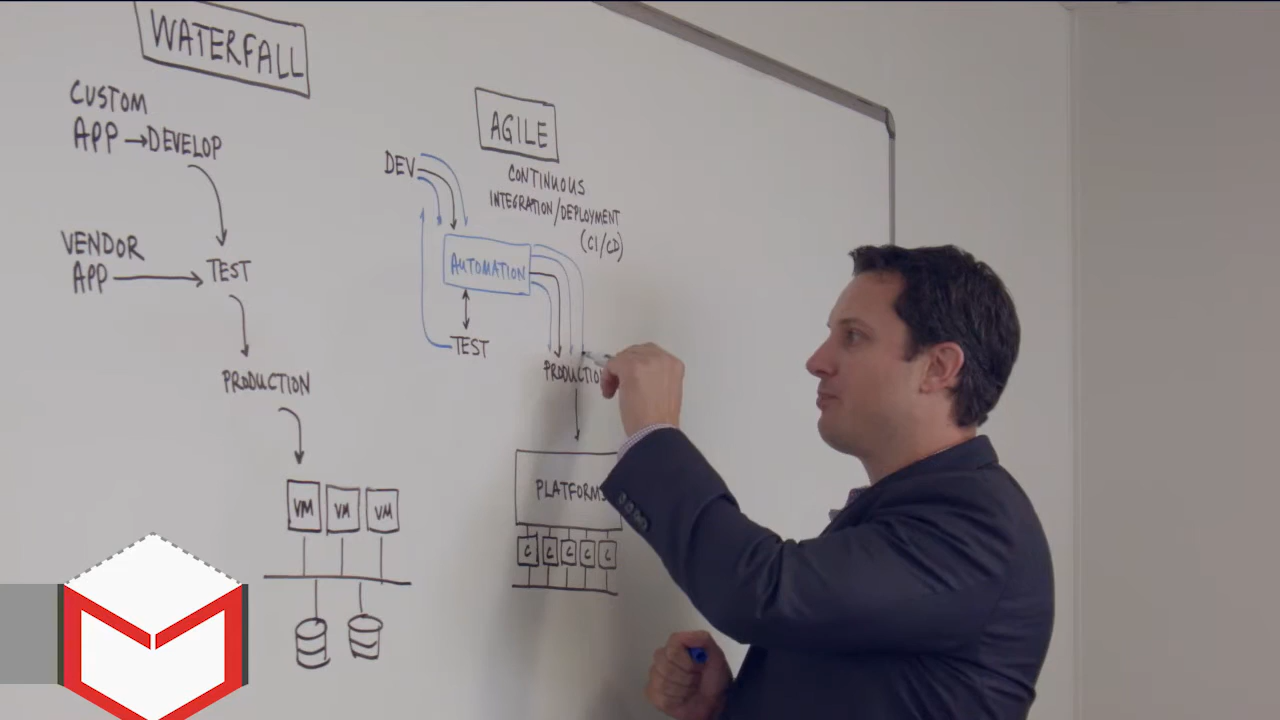 WATERFALL
CUSTOM
APP → DEVELOP
VENDOR
APP → TEST
PRODUCTION
VM VM VM
AGILE
CONTINUOUS
INTEGRATION/DEPLOYMENT
(CI/CD)
DEV
AUTOMATION
TEST
PRODUCTION
PLATFORMS
C C C C C